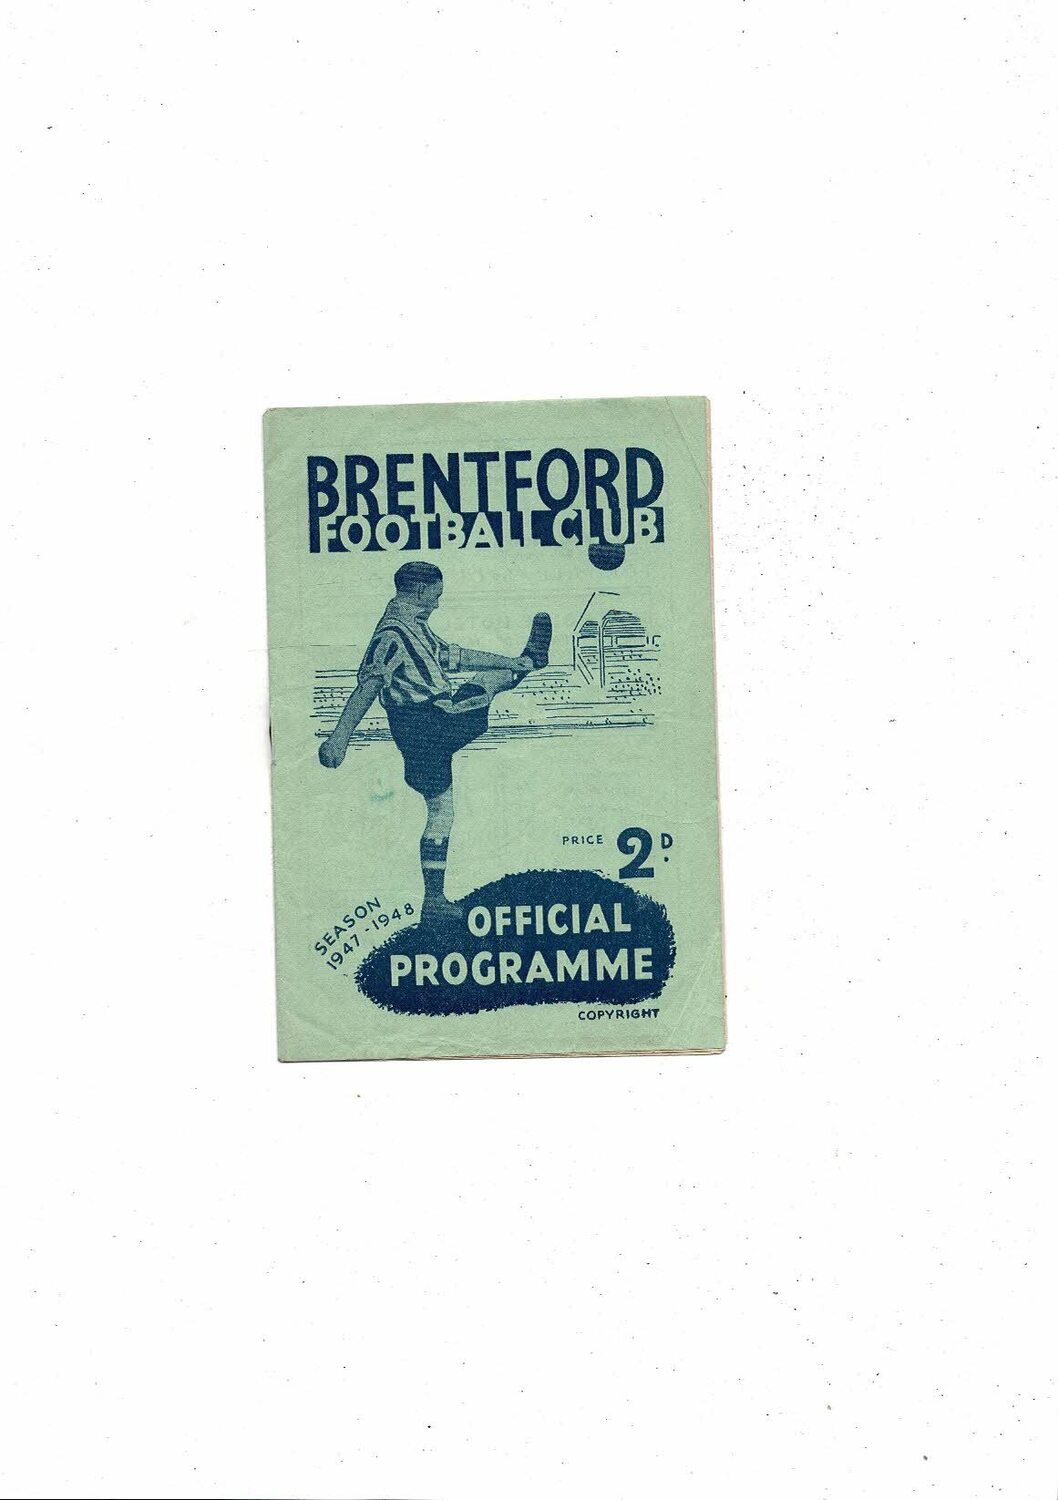 BRENTFORD
FOOTBALL CLUB
PRICE 2D.
SEASON
1947-1948
OFFICIAL
PROGRAMME
COPYRIGHT